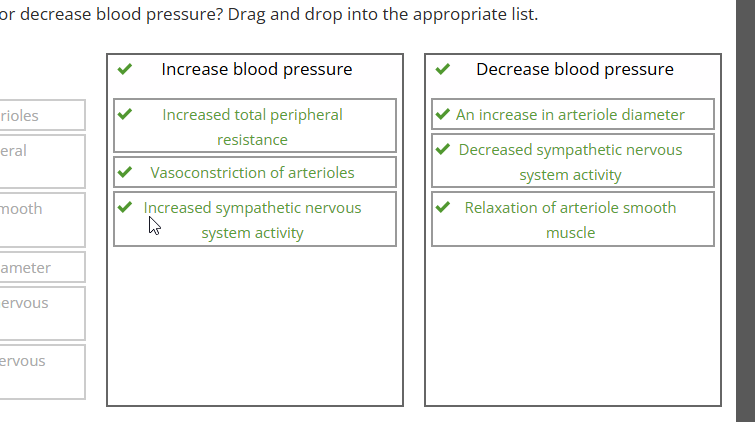 or decrease blood pressure? Drag and drop into the appropriate list.
rioles
eral
mooth
ameter
ervous
ervous
Increase blood pressure
Increased total peripheral
resistance
Vasoconstriction of arterioles
Increased sympathetic nervous
system activity
Decrease blood pressure
An increase in arteriole diameter
Decreased sympathetic nervous
system activity
Relaxation of arteriole smooth
muscle